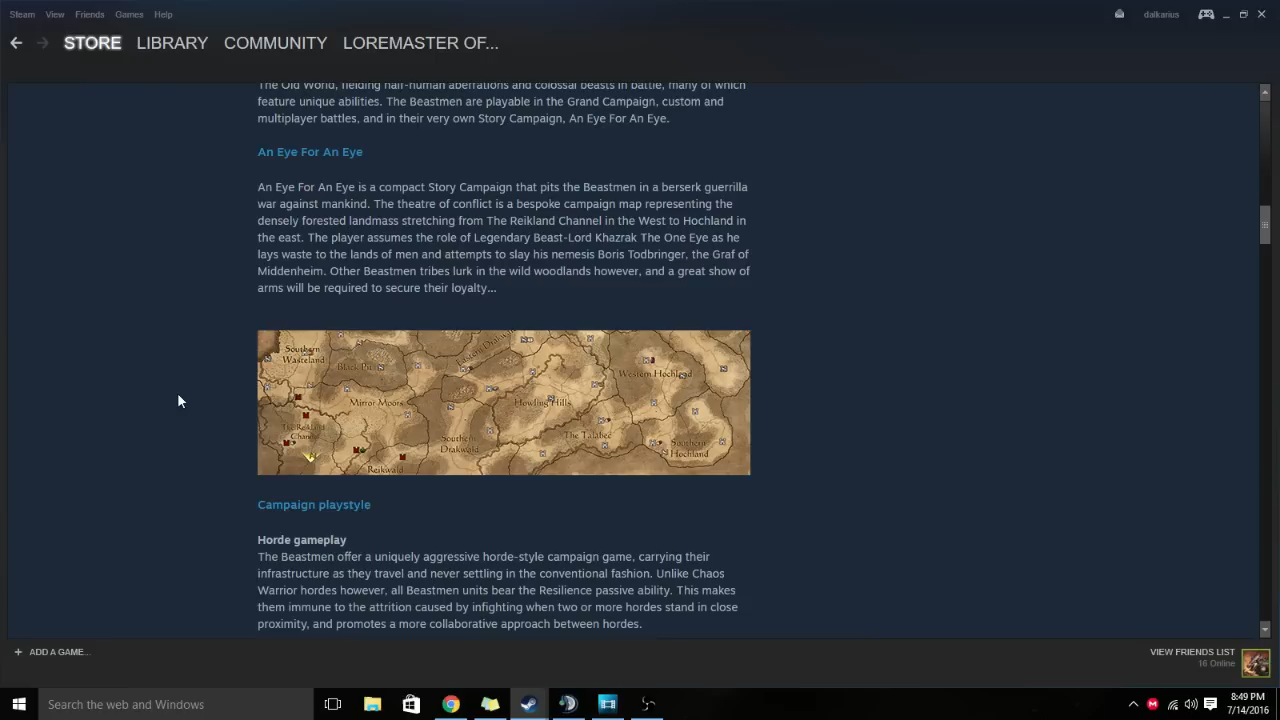 Steam View Friends Games Help
dalkarius
STORE LIBRARY COMMUNITY LOREMASTER OF...
The Old World, fielding half-human aberrations and colossal beasts in battle, many of which
feature unique abilities. The Beastmen are playable in the Grand Campaign, custom and
multiplayer battles, and in their very own Story Campaign, An Eye For An Eye.
An Eye For An Eye
An Eye For An Eye is a compact Story Campaign that pits the Beastmen in a berserk guerrilla
war against mankind. The theatre of conflict is a bespoke campaign map representing the
densely forested landmass stretching from The Reikland Channel in the West to Hochland in
the east. The player assumes the role of Legendary Beast-Lord Khazrak The One Eye as he
lays waste to the lands of men and attempts to slay his nemesis Boris Todbringer, the Graf of
Middenheim. Other Beastmen tribes lurk in the wild woodlands however, and a great show of
arms will be required to secure their loyalty...
Southern
Wasteland
Black Pit
Mirror Moors
The Reikland
Channel
Reikwald
Southern
Drakwald
Howling Hills
The Talabec
Western Hochland
Southern
Hochland
Campaign playstyle
Horde gameplay
The Beastmen offer a uniquely aggressive horde-style campaign game, carrying their
infrastructure as they travel and never settling in the conventional fashion. Unlike Chaos
Warrior hordes however, all Beastmen units bear the Resilience passive ability. This makes
them immune to the attrition caused by infighting when two or more hordes stand in close
proximity, and promotes a more collaborative approach between hordes.
+ ADD A GAME...
VIEW FRIENDS LIST
16 Online
Search the web and Windows
8:49 PM
7/14/2016